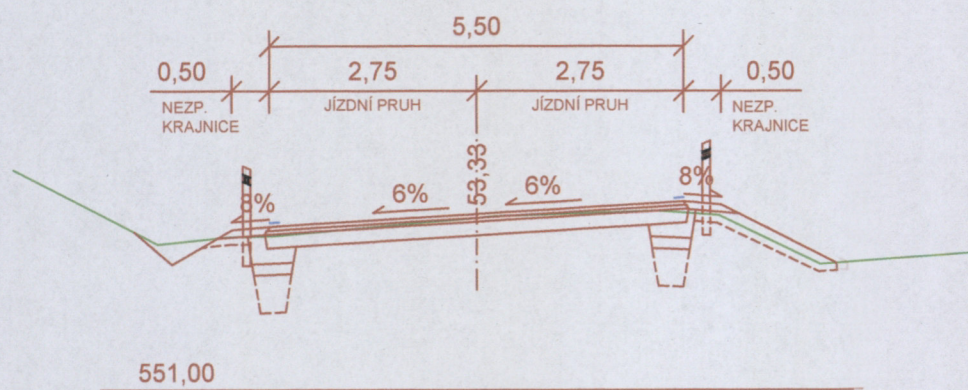 5,50
0,50 2,75 2,75 0,50
NEZP. KRAJNICE JÍZDNÍ PRUH JÍZDNÍ PRUH NEZP. KRAJNICE
53,33
8% 6% 6% 8%
551,00